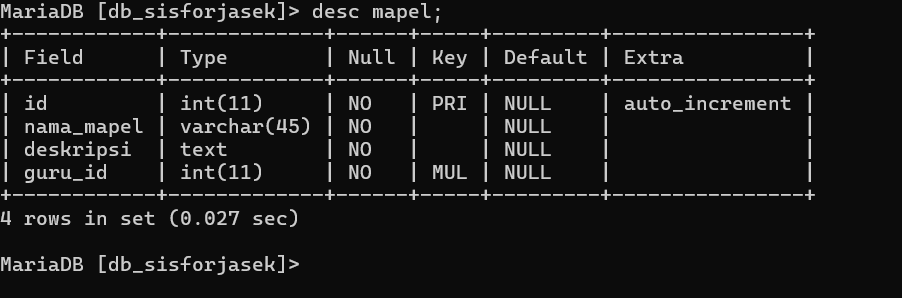 MariaDB [db_sisforjasek]> desc mapel;
+------------+-------------+------+-----+---------+----------------+
| Field      | Type        | Null | Key | Default | Extra          |
+------------+-------------+------+-----+---------+----------------+
| id         | int(11)     | NO   | PRI | NULL    | auto_increment |
| nama_mapel | varchar(45) | NO   |     | NULL    |                |
| deskripsi  | text        | NO   |     | NULL    |                |
| guru_id    | int(11)     | NO   | MUL | NULL    |                |
+------------+-------------+------+-----+---------+----------------+
4 rows in set (0.027 sec)
MariaDB [db_sisforjasek]>